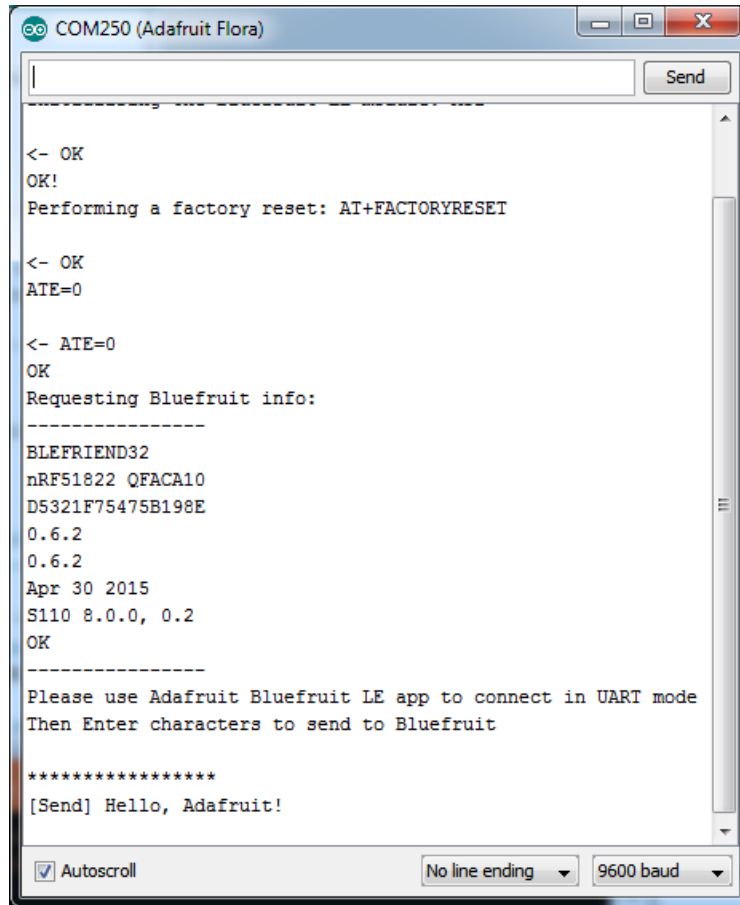 COM250 (Adafruit Flora)
Send
<- OK
OK!
Performing a factory reset: AT+FACTORYRESET
<- OK
ATE=0
<- ATE=0
OK
Requesting Bluefruit info:
----------------
BLEFRIEND32
nRF51822 QFACA10
D5321F75475B198E
0.6.2
0.6.2
Apr 30 2015
S110 8.0.0, 0.2
OK
----------------
Please use Adafruit Bluefruit LE app to connect in UART mode
Then Enter characters to send to Bluefruit
*****************
[Send] Hello, Adafruit!
Autoscroll
No line ending
9600 baud